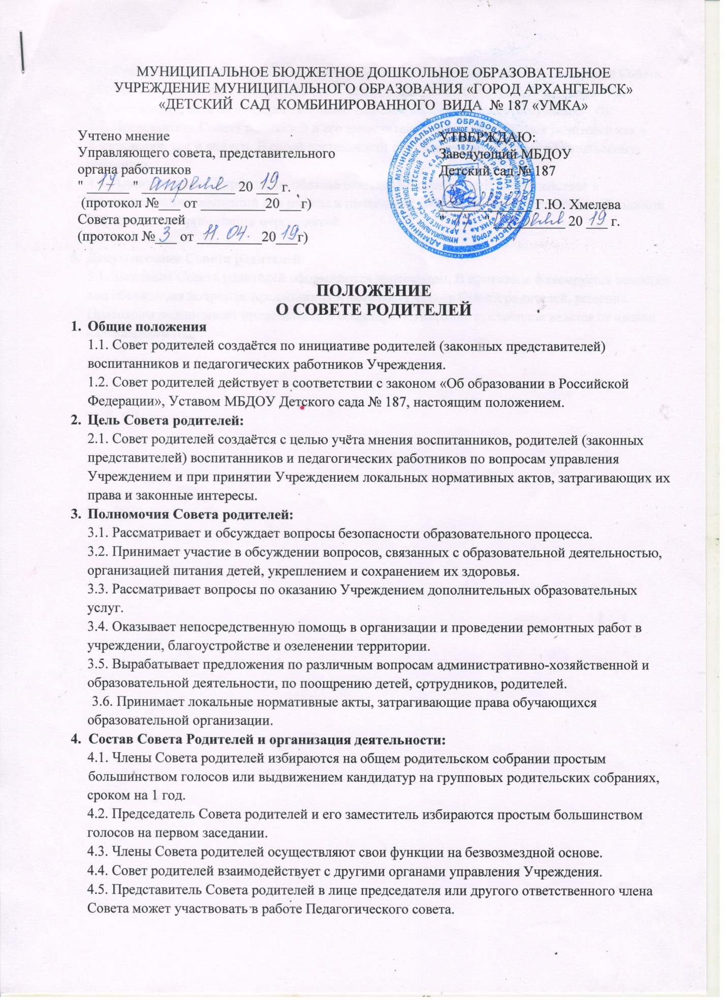 МУНИЦИПАЛЬНОЕ БЮДЖЕТНОЕ ДОШКОЛЬНОЕ ОБРАЗОВАТЕЛЬНОЕ
УЧРЕЖДЕНИЕ МУНИЦИПАЛЬНОГО ОБРАЗОВАНИЯ «ГОРОД АРХАНГЕЛЬСК»
«ДЕТСКИЙ САД КОМБИНИРОВАННОГО ВИДА № 187 «УМКА»
Учтено мнение
Управляющего совета, представительного
органа работников
" 17 " апреля 20 19 г.
(протокол №___ от _________20___г)
Совета родителей
(протокол № 3 от 11.04. 20 19 г)
УТВЕРЖДАЮ:
Заведующий МБДОУ
Детский сад № 187
Г.Ю. Хмелева
" 17 " апреля 20 19 г.
ПОЛОЖЕНИЕ
О СОВЕТЕ РОДИТЕЛЕЙ
1. Общие положения
1.1. Совет родителей создаётся по инициативе родителей (законных представителей)
воспитанников и педагогических работников Учреждения.
1.2. Совет родителей действует в соответствии с законом «Об образовании в Российской
Федерации», Уставом МБДОУ Детского сада № 187, настоящим положением.
2. Цель Совета родителей:
2.1. Совет родителей создаётся с целью учёта мнения воспитанников, родителей (законных
представителей) воспитанников и педагогических работников по вопросам управления
Учреждением и при принятии Учреждением локальных нормативных актов, затрагивающих их
права и законные интересы.
3. Полномочия Совета родителей:
3.1. Рассматривает и обсуждает вопросы безопасности образовательного процесса.
3.2. Принимает участие в обсуждении вопросов, связанных с образовательной деятельностью,
организацией питания детей, укреплением и сохранением их здоровья.
3.3. Рассматривает вопросы по оказанию Учреждением дополнительных образовательных
услуг.
3.4. Оказывает непосредственную помощь в организации и проведении ремонтных работ в
учреждении, благоустройстве и озеленении территории.
3.5. Вырабатывает предложения по различным вопросам административно-хозяйственной и
образовательной деятельности, по поощрению детей, сотрудников, родителей.
3.6. Принимает локальные нормативные акты, затрагивающие права обучающихся
образовательной организации.
4. Состав Совета Родителей и организация деятельности:
4.1. Члены Совета родителей избираются на общем родительском собрании простым
большинством голосов или выдвижением кандидатур на групповых родительских собраниях,
сроком на 1 год.
4.2. Председатель Совета родителей и его заместитель избираются простым большинством
голосов на первом заседании.
4.3. Члены Совета родителей осуществляют свои функции на безвозмездной основе.
4.4. Совет родителей взаимодействует с другими органами управления Учреждения.
4.5. Представитель Совета родителей в лице председателя или другого ответственного члена
Совета может участвовать в работе Педагогического совета.